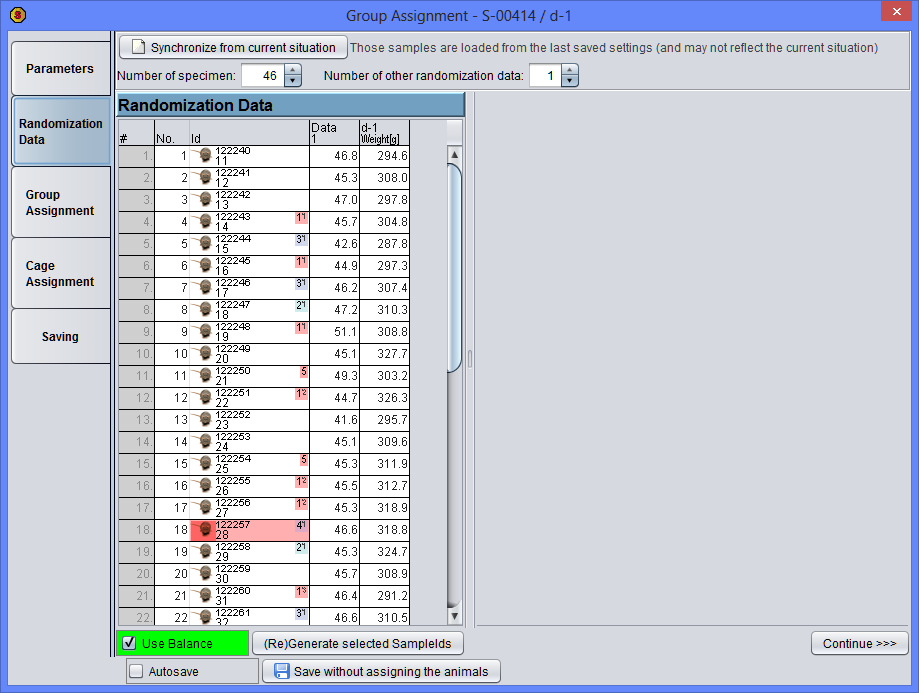 Group Assignment - S-00414 / d-1
Parameters
Randomization
Data
Group
Assignment
Cage
Assignment
Saving
Synchronize from current situation
Those samples are loaded from the last saved settings (and may not reflect the current situation)
Number of specimen: 46
Number of other randomization data: 1
Randomization Data
# No. Id Data 1 d-1 Weight[g]
1. 1 122240 11 46.8 294.6
2. 2 122241 12 45.3 308.0
3. 3 122242 13 47.0 297.8
4. 4 122243 14 1¹ 45.7 304.8
5. 5 122244 15 3¹ 42.6 287.8
6. 6 122245 16 1¹ 44.9 297.3
7. 7 122246 17 3¹ 46.2 307.4
8. 8 122247 18 2¹ 47.2 310.3
9. 9 122248 19 1¹ 51.1 308.8
10. 10 122249 20 45.1 327.7
11. 11 122250 21 5 49.3 303.2
12. 12 122251 22 1² 44.7 326.3
13. 13 122252 23 41.6 295.7
14. 14 122253 24 45.1 309.6
15. 15 122254 25 5 45.3 311.9
16. 16 122255 26 1² 45.5 312.7
17. 17 122256 27 1² 45.3 318.9
18. 18 122257 28 4¹ 46.6 318.8
19. 19 122258 29 2¹ 45.3 324.7
20. 20 122259 30 45.7 308.9
21. 21 122260 31 1³ 46.4 291.2
22. 22 122261 32 3¹ 46.6 310.5
Use Balance
(Re)Generate selected SampleIds
Continue >>>
Autosave
Save without assigning the animals